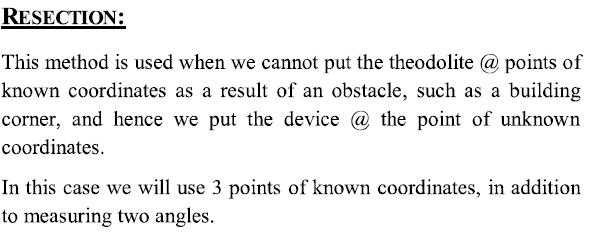 RESECTION:
This method is used when we cannot put the theodolite @ points of
known coordinates as a result of an obstacle, such as a building
corner, and hence we put the device @ the point of unknown
coordinates.
In this case we will use 3 points of known coordinates, in addition
to measuring two angles.